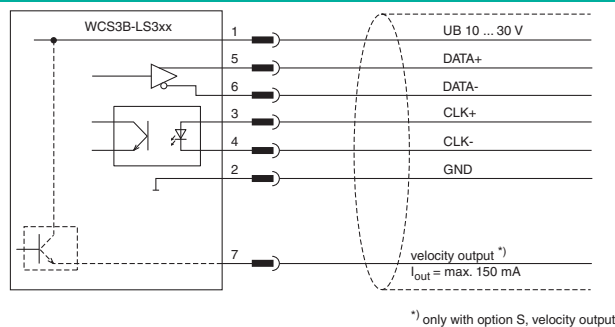 WCS3B-LS3xx
1 UB 10 ... 30 V
5 DATA+
6 DATA-
3 CLK+
4 CLK-
2 GND
7 velocity output *)
Iout = max. 150 mA
*) only with option S, velocity output